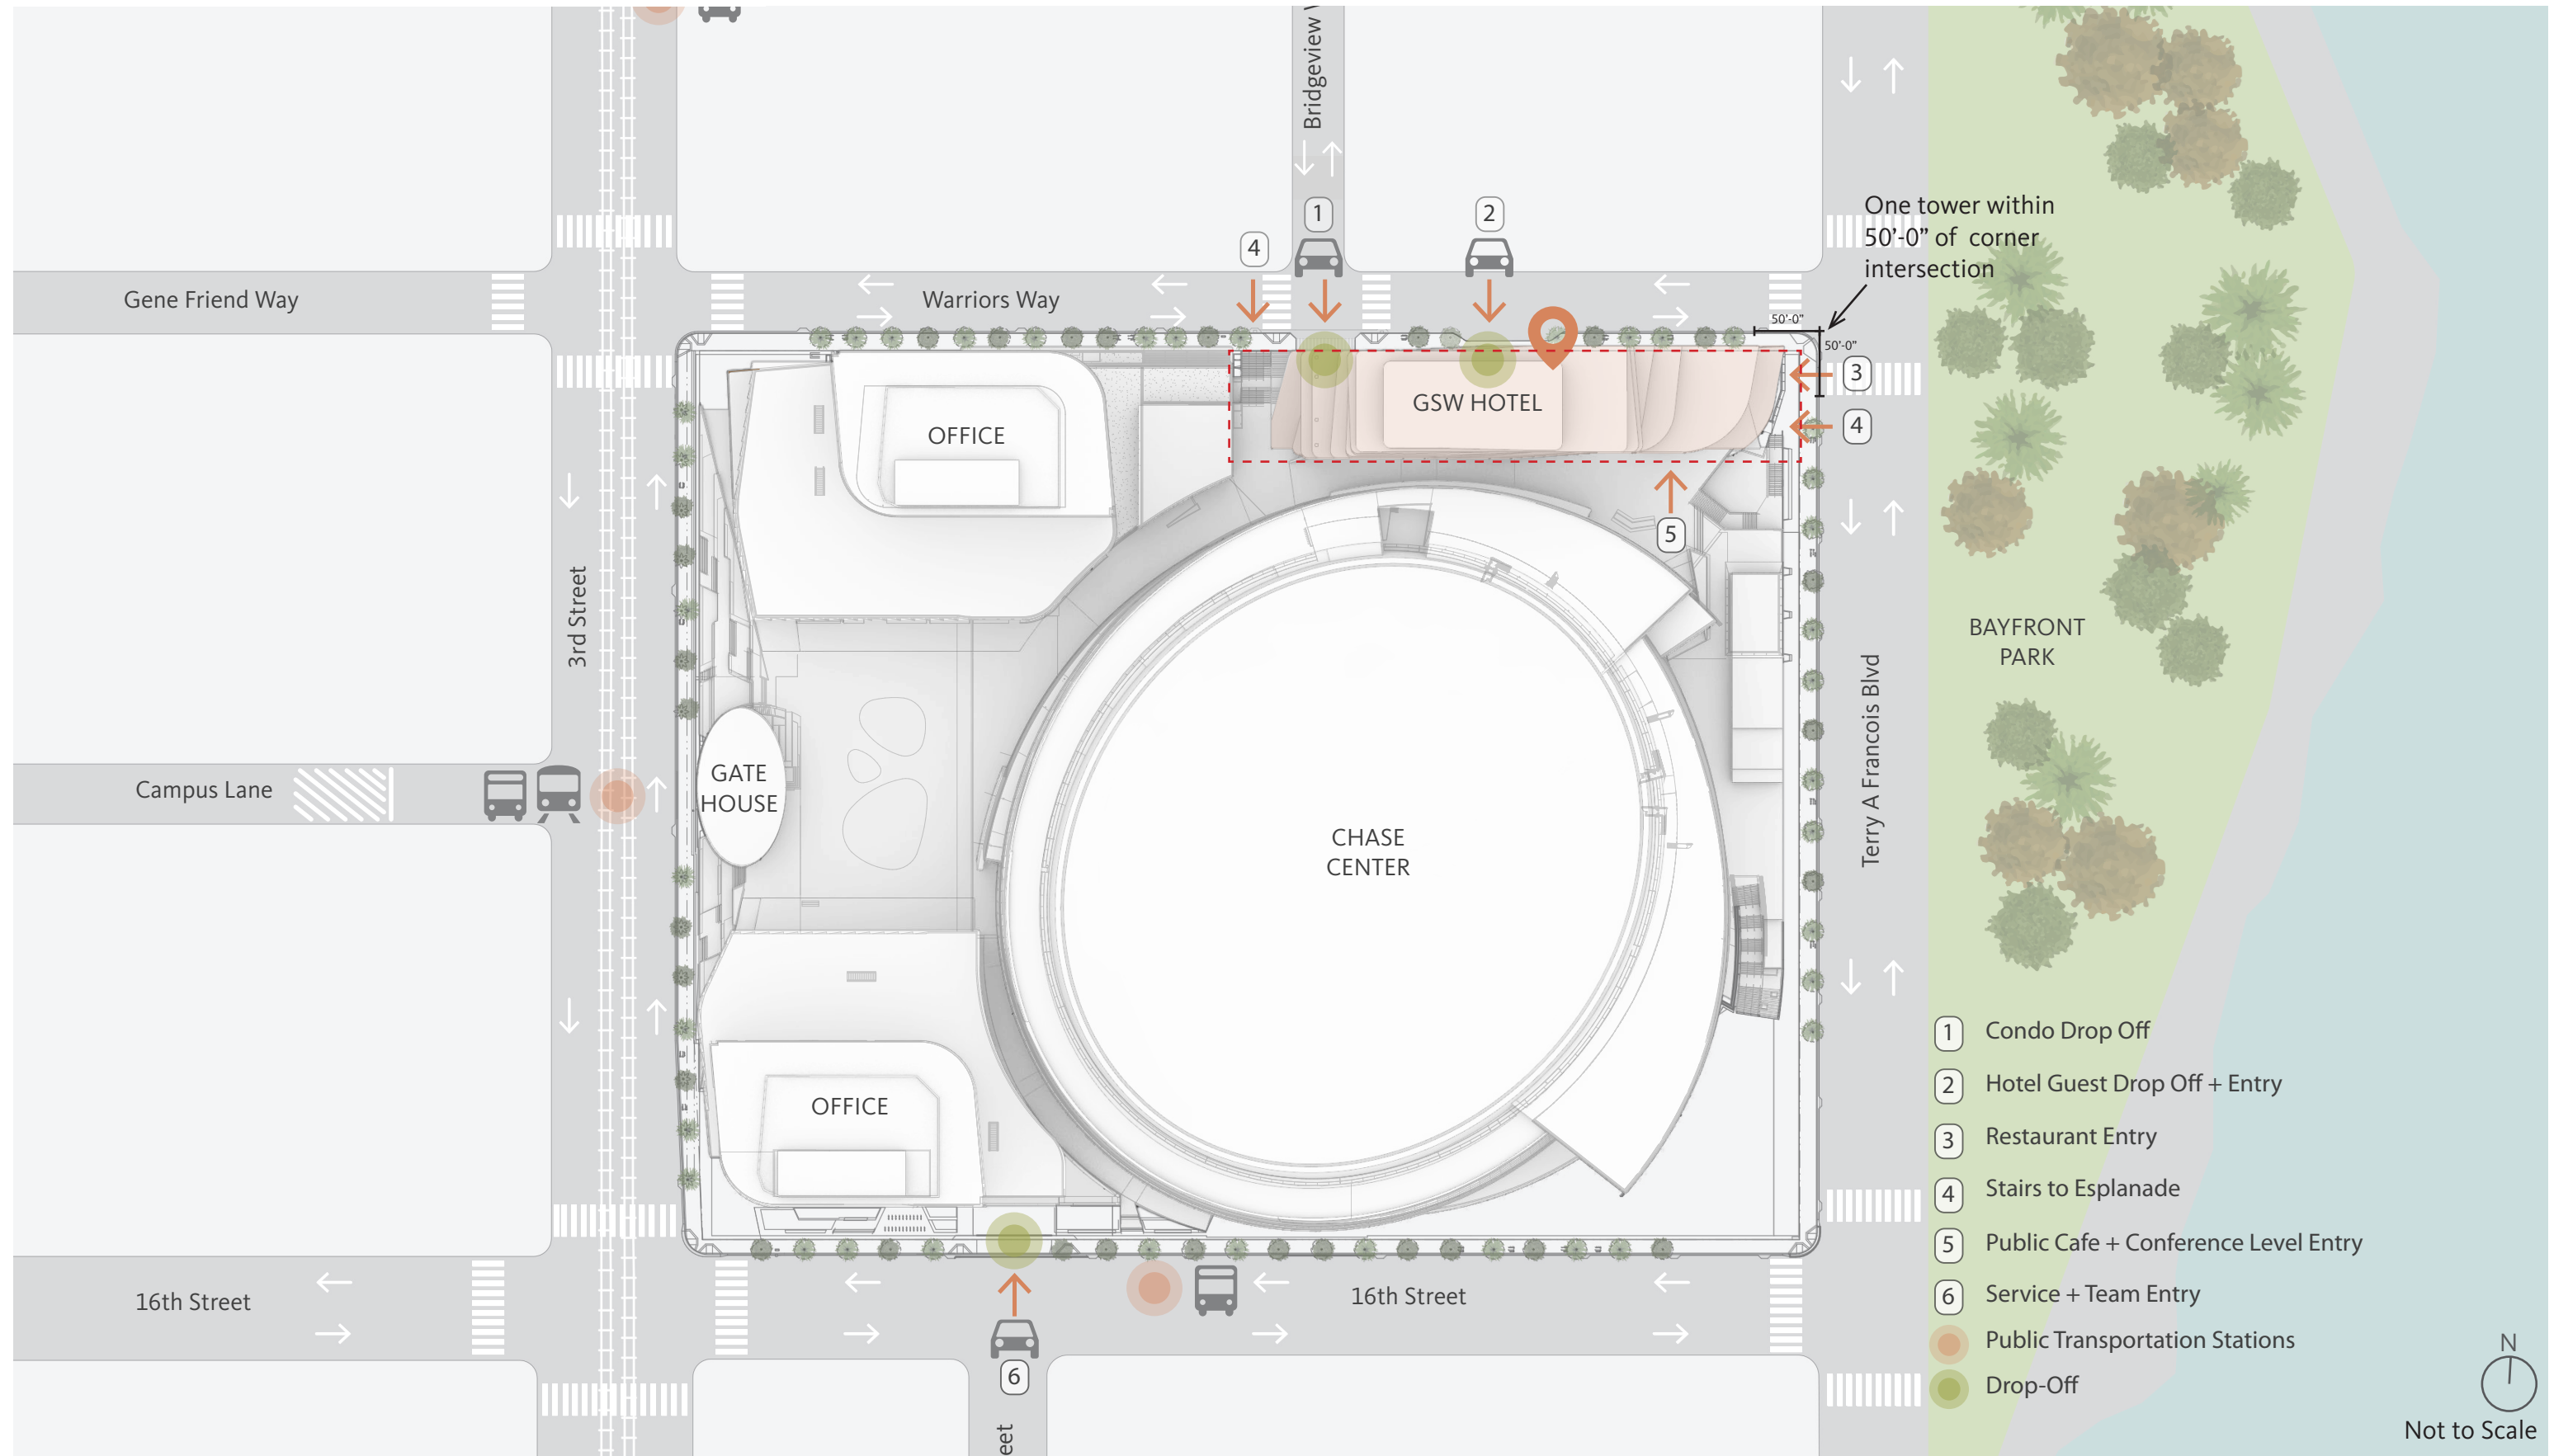 Bridgeview
1
2
4
One tower within
50'-0” of corner
intersection
Gene Friend Way
Warriors Way
50'-0"
50'-0"
3
4
GSW HOTEL
OFFICE
5
3rd Street
BAYFRONT
PARK
Terry A Francois Blvd
GATE
HOUSE
Campus Lane
CHASE
CENTER
OFFICE
16th Street
16th Street
6
1 Condo Drop Off
2 Hotel Guest Drop Off + Entry
3 Restaurant Entry
4 Stairs to Esplanade
5 Public Cafe + Conference Level Entry
6 Service + Team Entry
Public Transportation Stations
Drop-Off
N
Not to Scale